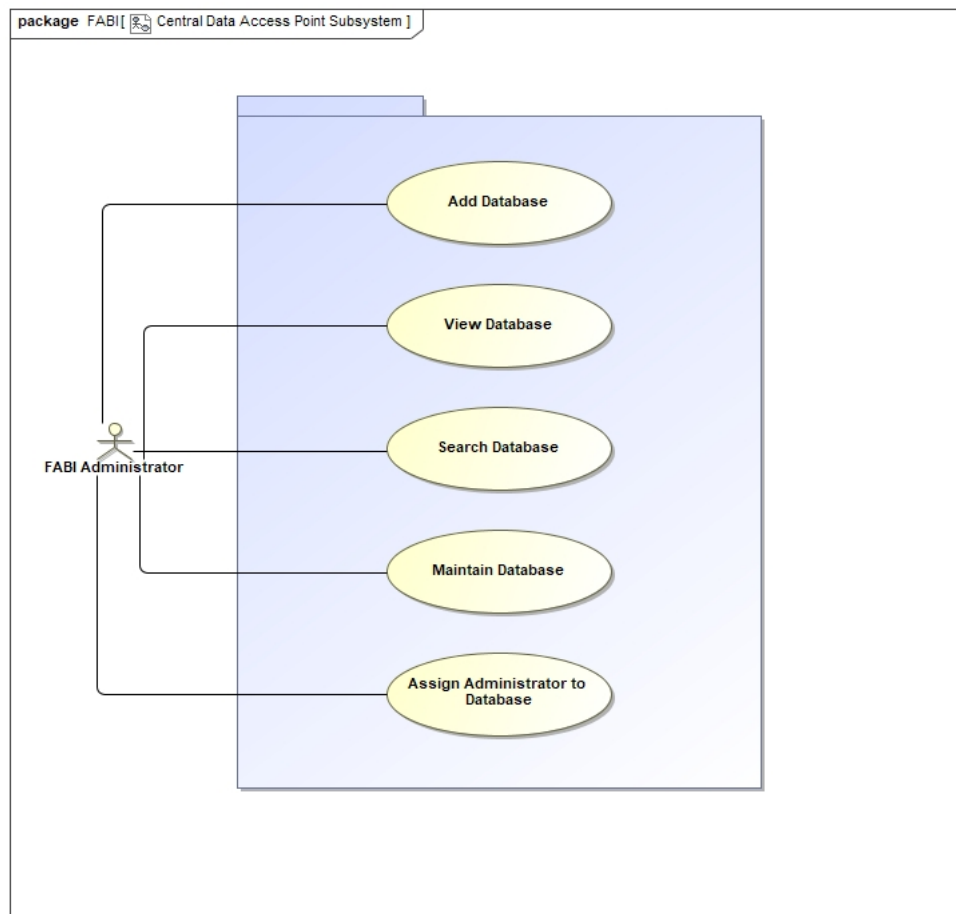 package FABI[ Central Data Access Point Subsystem ]
Add Database
View Database
Search Database
FABI Administrator
Maintain Database
Assign Administrator to
Database